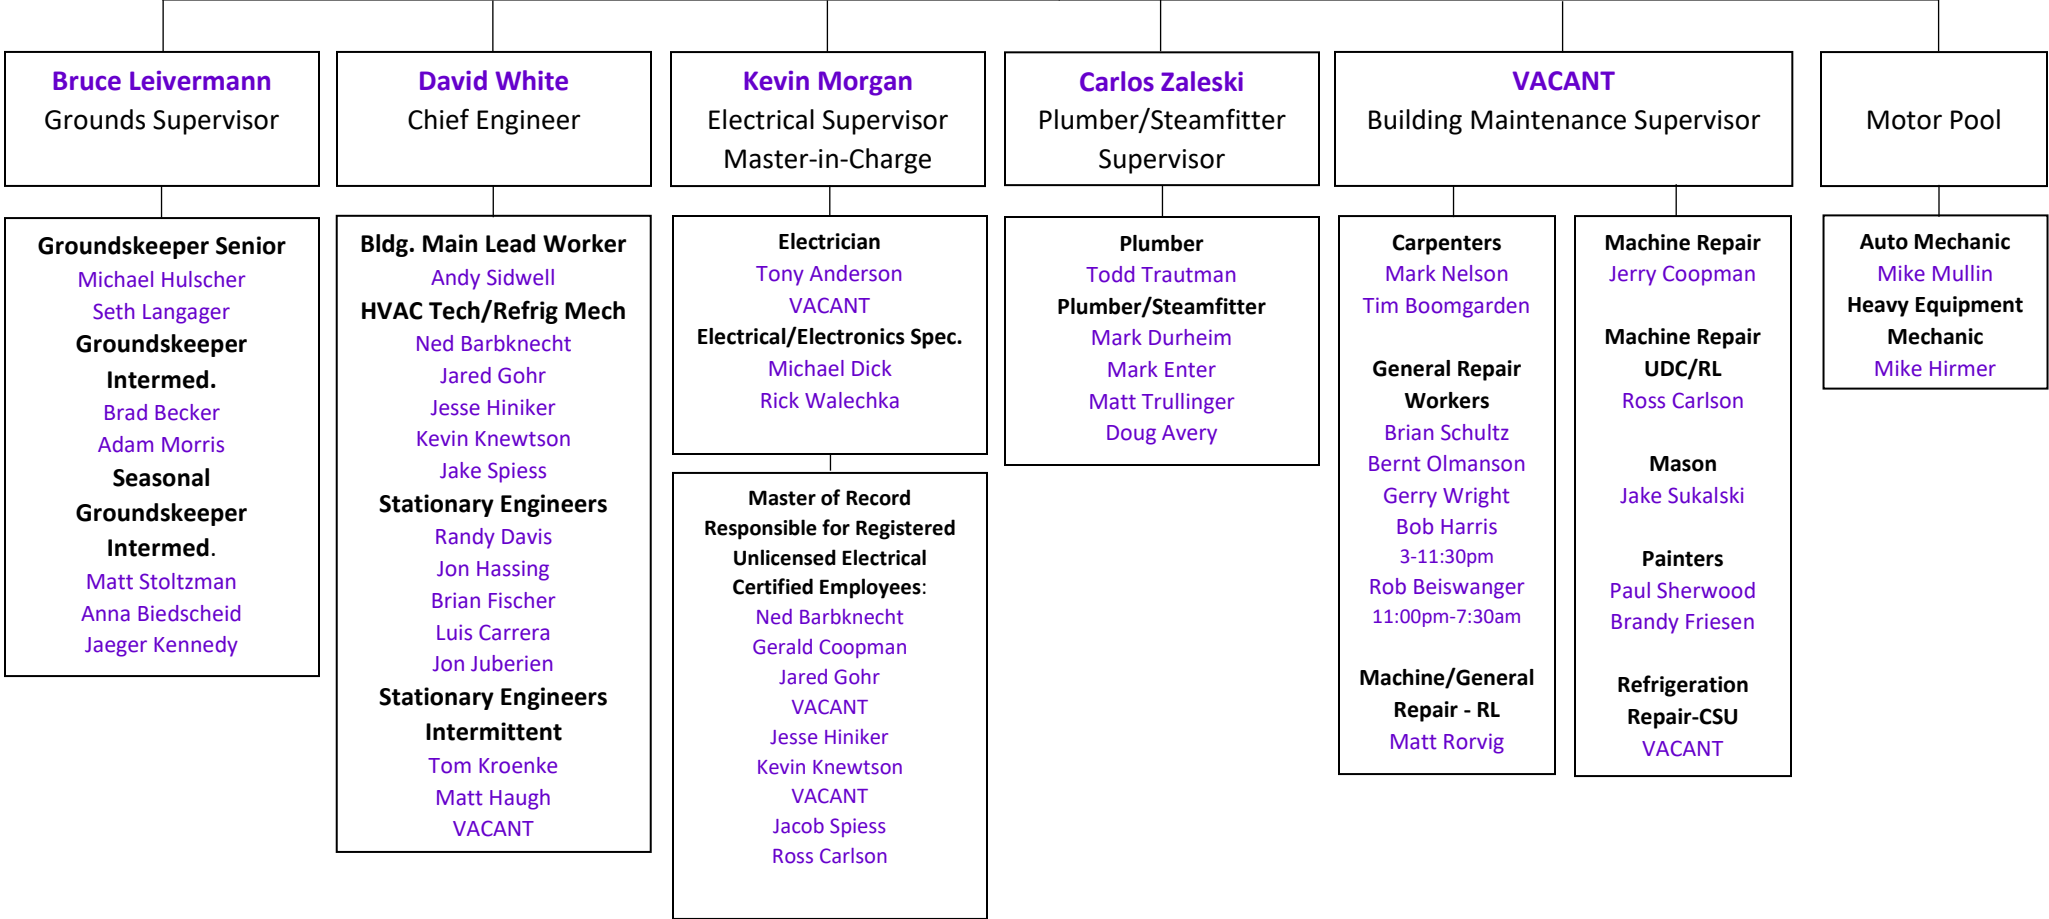 Bruce Leivermann
Grounds Supervisor
David White
Chief Engineer
Kevin Morgan
Electrical Supervisor
Master-in-Charge
Carlos Zaleski
Plumber/Steamfitter
Supervisor
VACANT
Building Maintenance Supervisor
Motor Pool
Groundskeeper Senior
Michael Hulscher
Seth Langager
Groundskeeper
Intermed.
Brad Becker
Adam Morris
Seasonal
Groundskeeper
Intermed.
Matt Stoltzman
Anna Biedscheid
Jaeger Kennedy
Bldg. Main Lead Worker
Andy Sidwell
HVAC Tech/Refrig Mech
Ned Barbknecht
Jared Gohr
Jesse Hiniker
Kevin Knewtson
Jake Spiess
Stationary Engineers
Randy Davis
Jon Hassing
Brian Fischer
Luis Carrera
Jon Juberien
Stationary Engineers
Intermittent
Tom Kroenke
Matt Haugh
VACANT
Electrician
Tony Anderson
VACANT
Electrical/Electronics Spec.
Michael Dick
Rick Walechka
Master of Record
Responsible for Registered
Unlicensed Electrical
Certified Employees:
Ned Barbknecht
Gerald Coopman
Jared Gohr
VACANT
Jesse Hiniker
Kevin Knewtson
VACANT
Jacob Spiess
Ross Carlson
Plumber
Todd Trautman
Plumber/Steamfitter
Mark Durheim
Mark Enter
Matt Trullinger
Doug Avery
Carpenters
Mark Nelson
Tim Boomgarden
General Repair
Workers
Brian Schultz
Bernt Olmanson
Gerry Wright
Bob Harris
3-11:30pm
Rob Beiswanger
11:00pm-7:30am
Machine/General
Repair - RL
Matt Rorvig
Machine Repair
Jerry Coopman
Machine Repair
UDC/RL
Ross Carlson
Mason
Jake Sukalski
Painters
Paul Sherwood
Brandy Friesen
Refrigeration
Repair-CSU
VACANT
Auto Mechanic
Mike Mullin
Heavy Equipment
Mechanic
Mike Hirmer